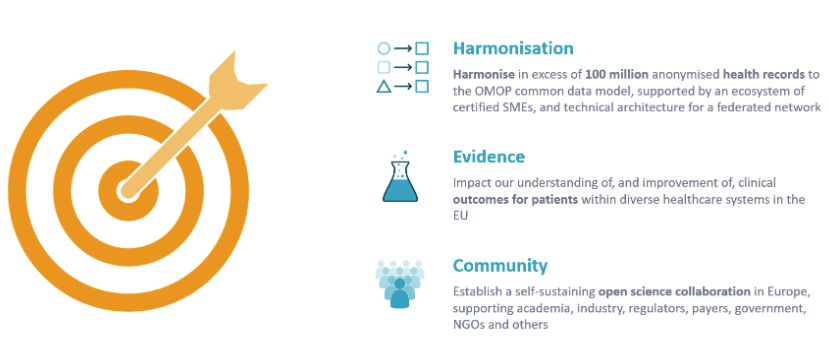 Harmonisation
Harmonise in excess of 100 million anonymised health records to
the OMOP common data model, supported by an ecosystem of
certified SMEs, and technical architecture for a federated network
Evidence
Impact our understanding of, and improvement of, clinical
outcomes for patients within diverse healthcare systems in the
EU
Community
Establish a self-sustaining open science collaboration in Europe,
supporting academia, industry, regulators, payers, government,
NGOs and others